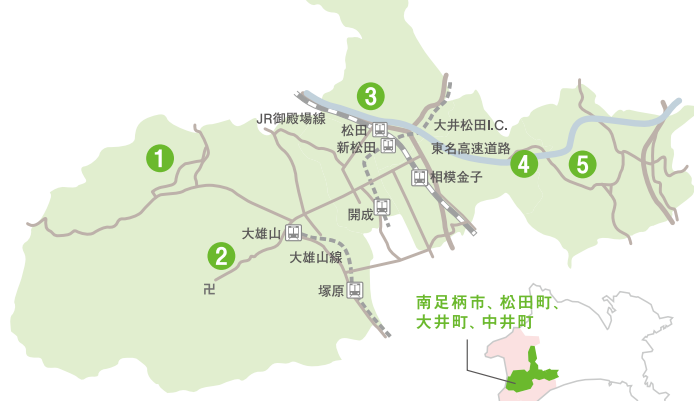 3
JR御殿場線
松田
大井松田I.C.
新松田
東名高速道路
1
4
5
相模金子
開成
大雄山
2
大雄山線
卍
塚原
南足柄市、松田町、
大井町、中井町